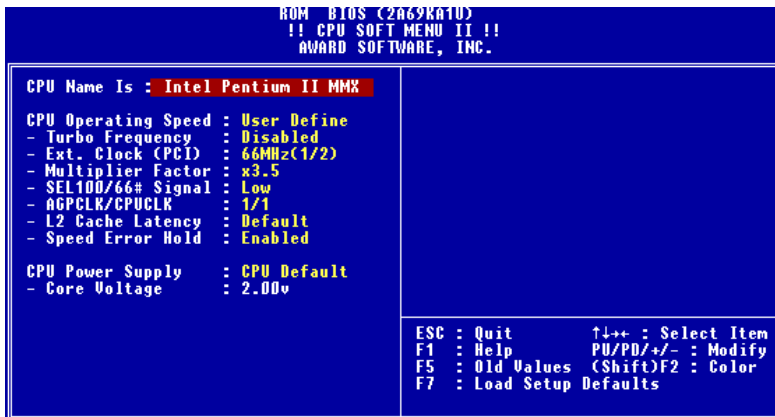 ROM BIOS (2A69KA1U)
!! CPU SOFT MENU II !!
AWARD SOFTWARE, INC.
CPU Name Is : Intel Pentium II MMX
CPU Operating Speed : User Define
- Turbo Frequency : Disabled
- Ext. Clock (PCI) : 66MHz(1/2)
- Multiplier Factor : x3.5
- SEL100/66# Signal : Low
- AGPCLK/CPUCLK : 1/1
- L2 Cache Latency : Default
- Speed Error Hold : Enabled
CPU Power Supply : CPU Default
- Core Voltage : 2.00v
ESC : Quit ↑↓→← : Select Item
F1 : Help PU/PD/+/- : Modify
F5 : Old Values (Shift)F2 : Color
F7 : Load Setup Defaults